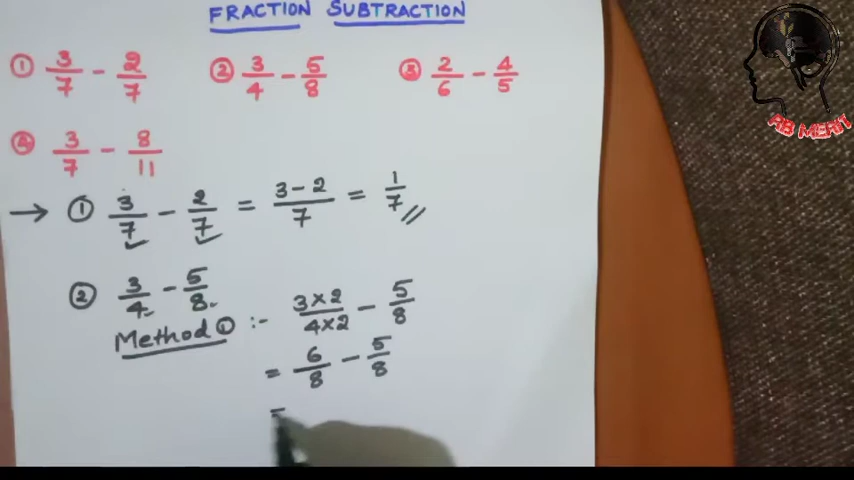 FRACTION SUBTRACTION
① 3/7 - 2/7 ② 3/4 - 5/8 ③ 2/6 - 4/5
④ 3/7 - 8/11
→ ① 3/7 - 2/7 = 3-2/7 = 1/7 //
② 3/4 - 5/8
Method ① :- 3×2/4×2 - 5/8
= 6/8 - 5/8
=
RB MERIT